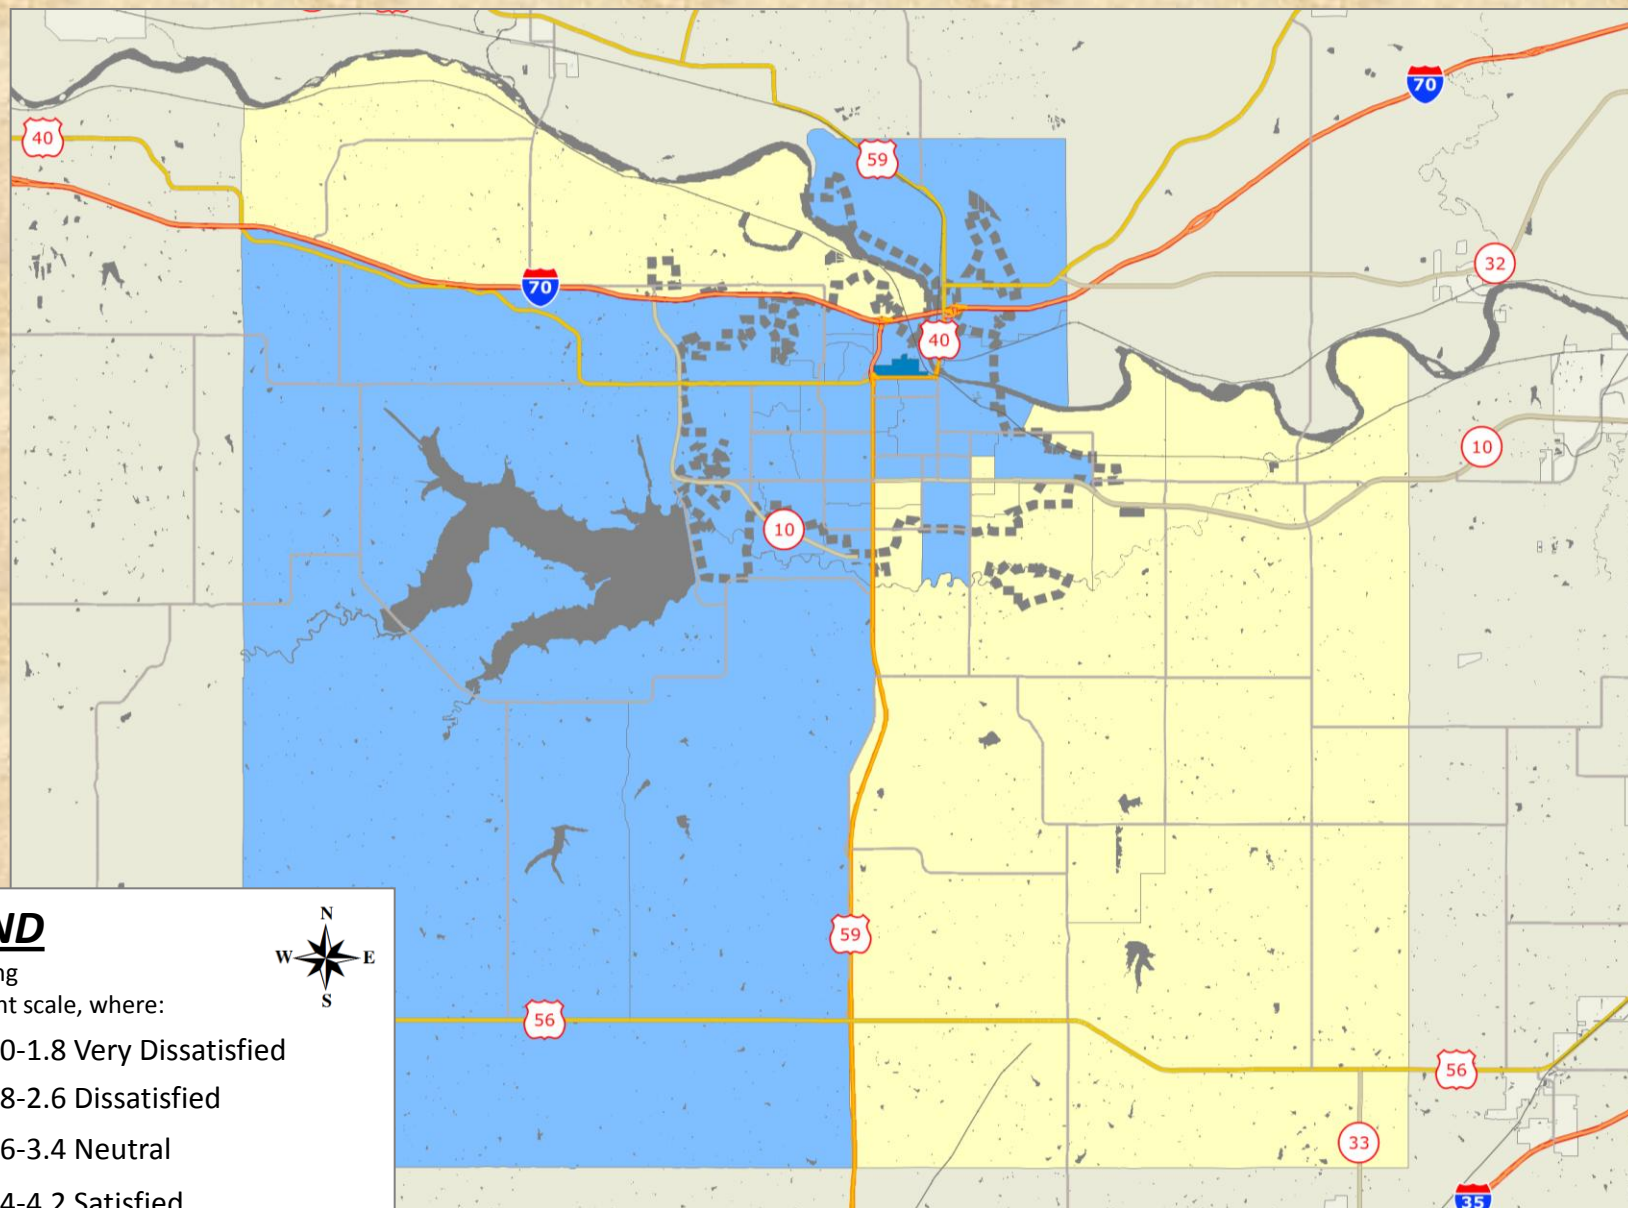 70
40
59
32
70
40
10
10
59
56
56
33
35
ND
N
W E
S
ng
nt scale, where:
0-1.8 Very Dissatisfied
8-2.6 Dissatisfied
6-3.4 Neutral
4-4.2 Satisfied